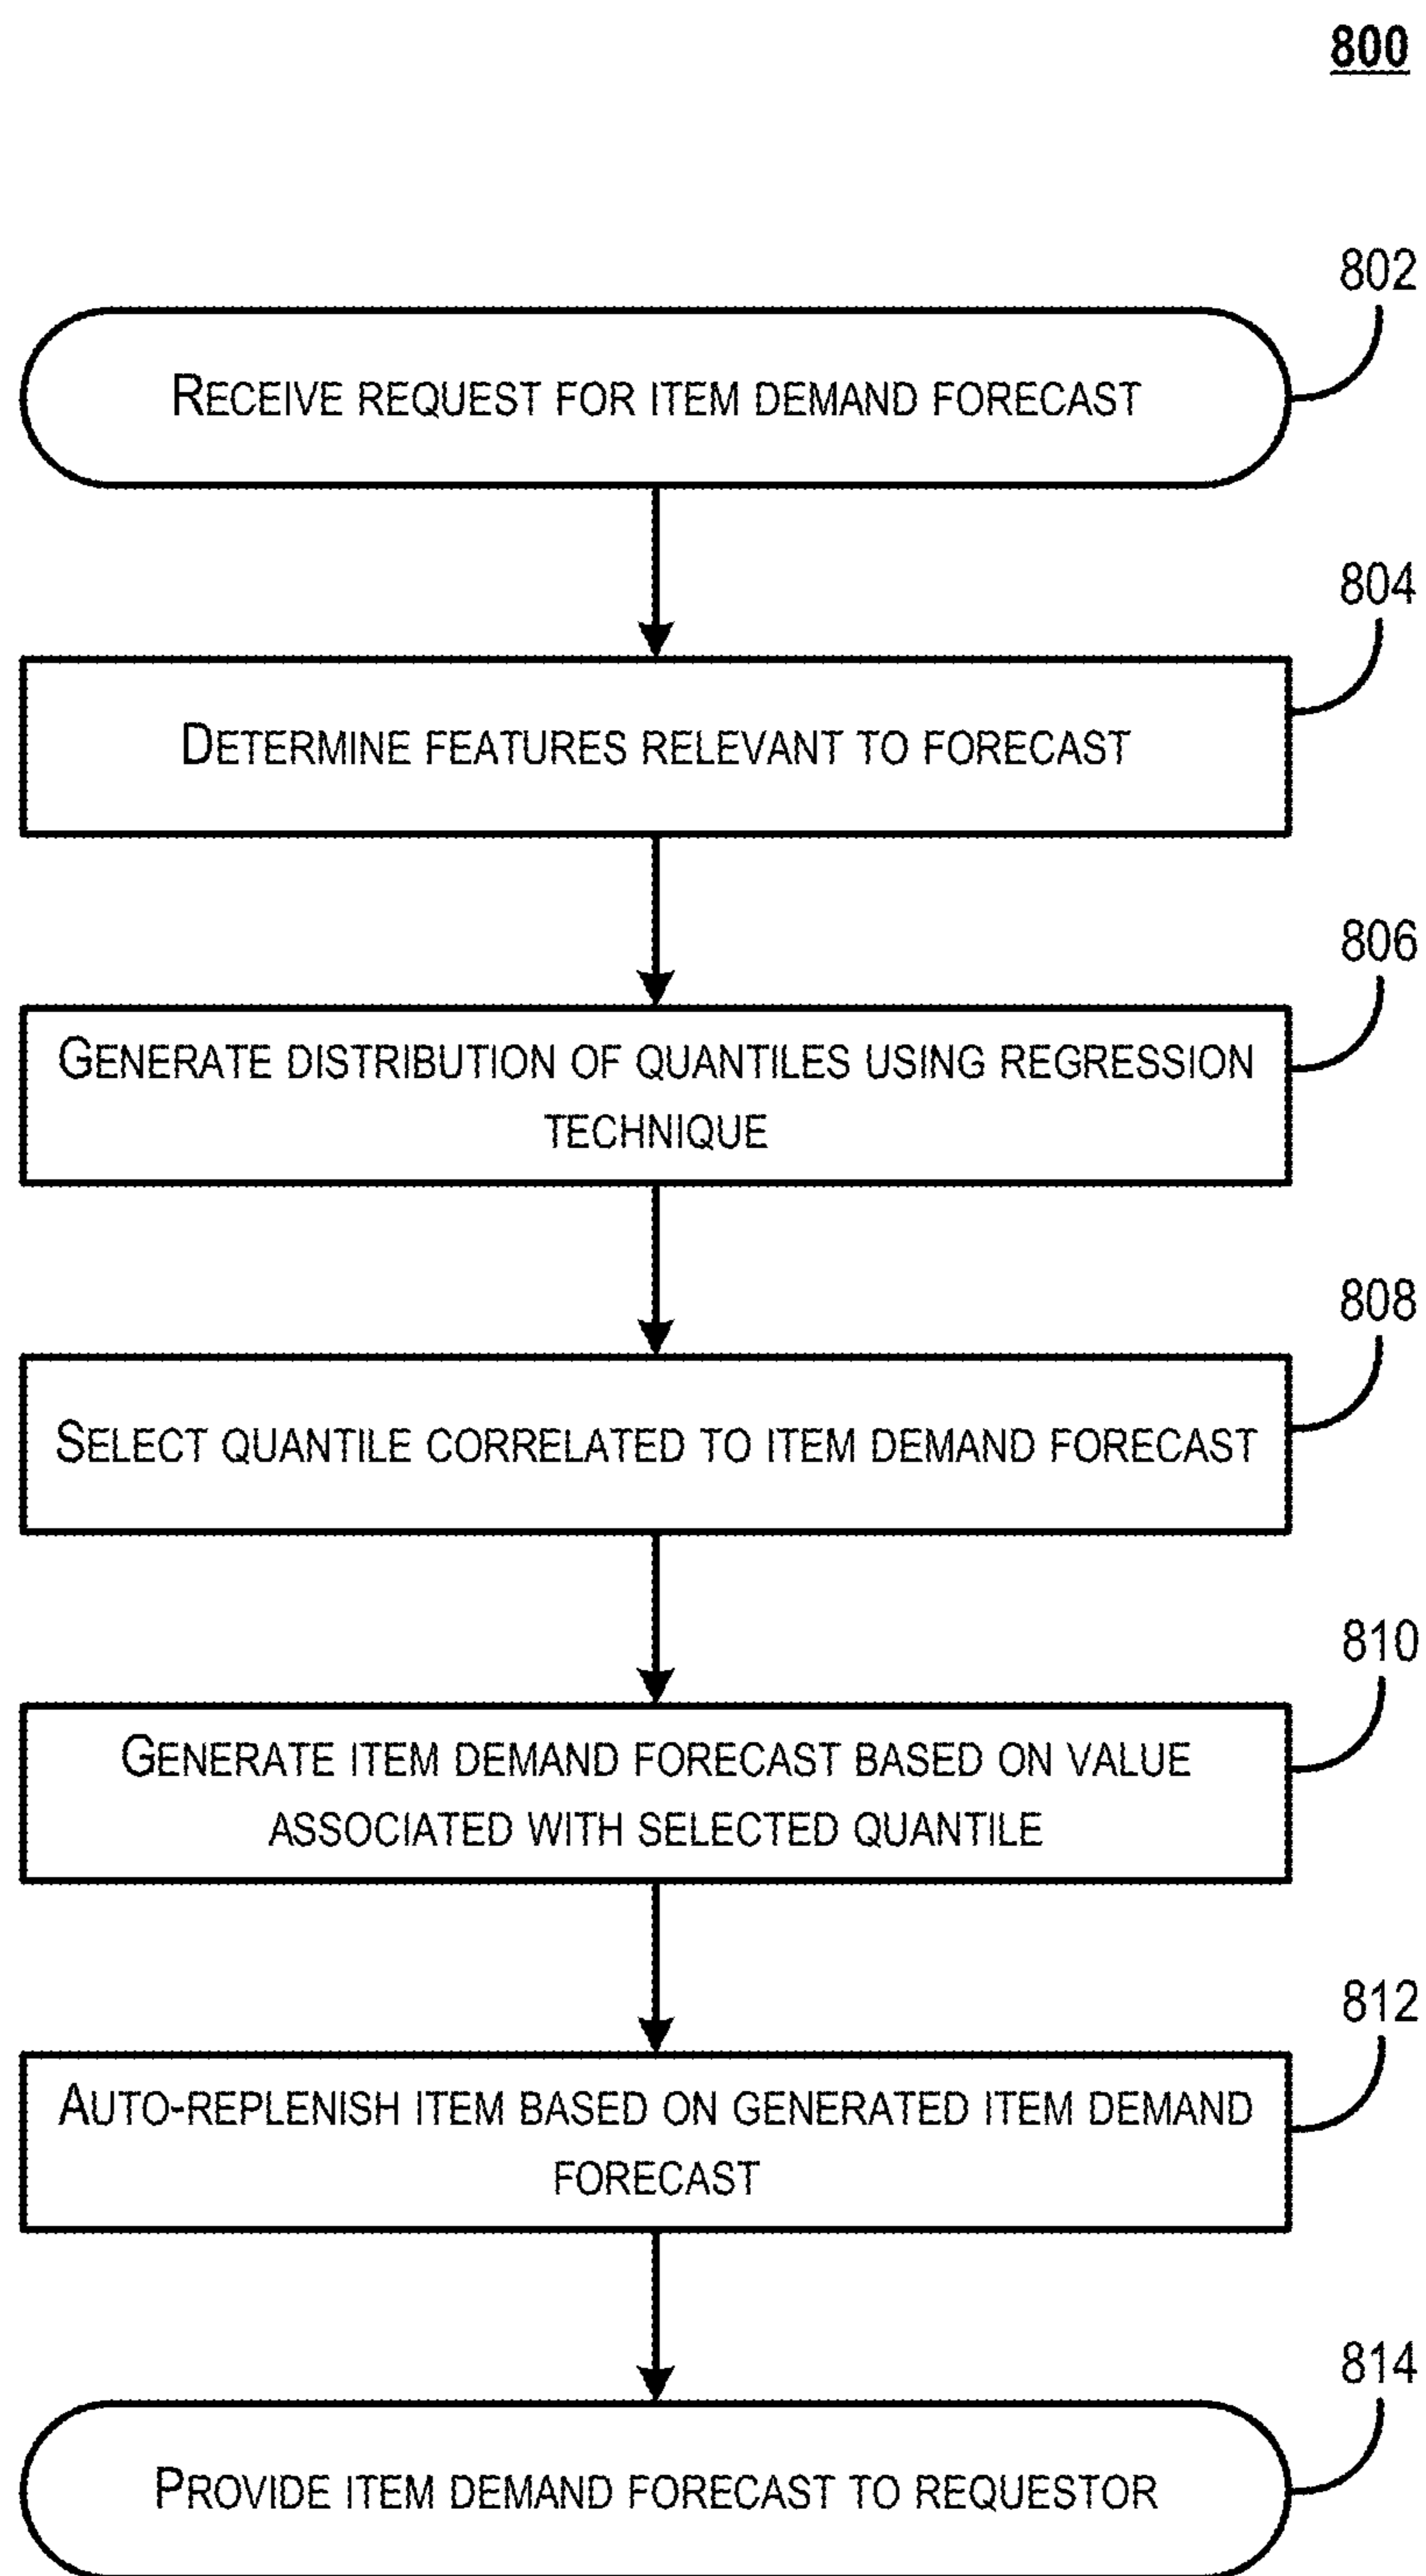 800
802
RECEIVE REQUEST FOR ITEM DEMAND FORECAST
804
DETERMINE FEATURES RELEVANT TO FORECAST
806
GENERATE DISTRIBUTION OF QUANTILES USING REGRESSION
TECHNIQUE
808
SELECT QUANTILE CORRELATED TO ITEM DEMAND FORECAST
810
GENERATE ITEM DEMAND FORECAST BASED ON VALUE
ASSOCIATED WITH SELECTED QUANTILE
812
AUTO-REPLENISH ITEM BASED ON GENERATED ITEM DEMAND
FORECAST
814
PROVIDE ITEM DEMAND FORECAST TO REQUESTOR